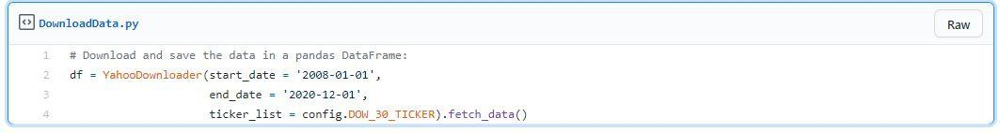 DownloadData.py
Raw
1 # Download and save the data in a pandas DataFrame:
2 df = YahooDownloader(start_date = '2008-01-01',
3 end_date = '2020-12-01',
4 ticker_list = config.DOW_30_TICKER).fetch_data()